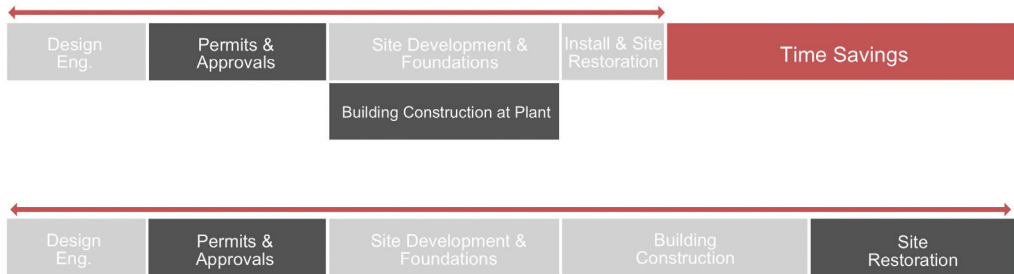 Design
Eng.
Permits &
Approvals
Site Development &
Foundations
Install & Site
Restoration
Time Savings
Building Construction at Plant
Design
Eng.
Permits &
Approvals
Site Development &
Foundations
Building
Construction
Site
Restoration